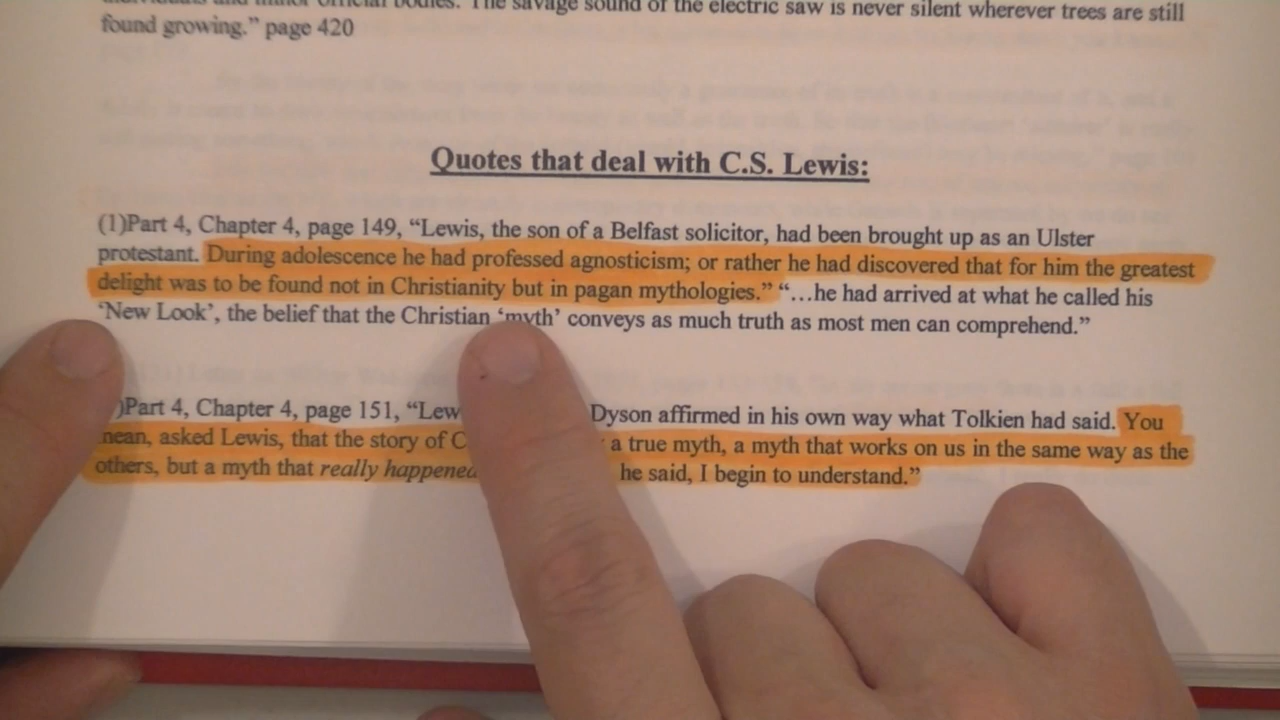 individuals and minor official bodies. The savage sound of the electric saw is never silent wherever trees are still
found growing.” page 420
Quotes that deal with C.S. Lewis:
(1)Part 4, Chapter 4, page 149, “Lewis, the son of a Belfast solicitor, had been brought up as an Ulster
protestant. During adolescence he had professed agnosticism; or rather he had discovered that for him the greatest
delight was to be found not in Christianity but in pagan mythologies.” “…he had arrived at what he called his
‘New Look’, the belief that the Christian ‘myth’ conveys as much truth as most men can comprehend.”
)Part 4, Chapter 4, page 151, “Lew Dyson affirmed in his own way what Tolkien had said. You
mean, asked Lewis, that the story of C a true myth, a myth that works on us in the same way as the
others, but a myth that really happened he said, I begin to understand.”